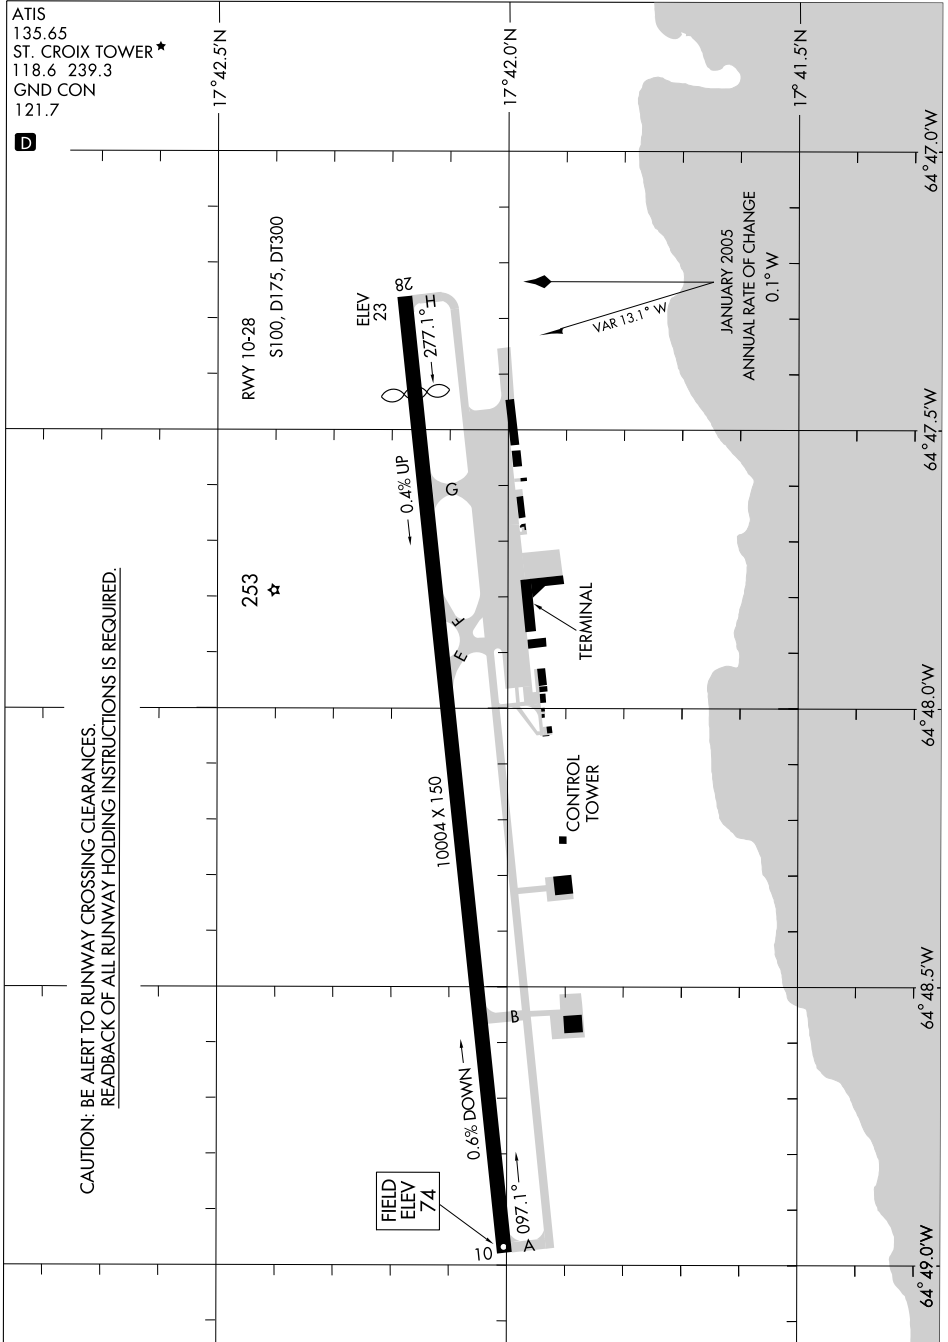 ATIS
135.65
ST. CROIX TOWER★
118.6 239.3
GND CON
121.7
D
17°42.5'N
17°42.0'N
17°41.5'N
64°47.0'W
64°47.5'W
64°48.0'W
64°48.5'W
64°49.0'W
RWY 10-28
S100, D175, DT300
ELEV
23
28
H
277.1°
VAR 13.1° W
JANUARY 2005
ANNUAL RATE OF CHANGE
0.1° W
0.4% UP
G
253
F
E
TERMINAL
CAUTION: BE ALERT TO RUNWAY CROSSING CLEARANCES.
READBACK OF ALL RUNWAY HOLDING INSTRUCTIONS IS REQUIRED.
10004 X 150
CONTROL
TOWER
B
0.6% DOWN
FIELD
ELEV
74
097.1°
10
A